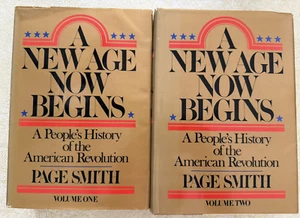 A
NEW AGE
NOW
BEGINS
A People's History
of the
American Revolution
PAGE SMITH
VOLUME ONE
A
NEW AGE
NOW
BEGINS
A People's History
of the
American Revolution
PAGE SMITH
VOLUME TWO